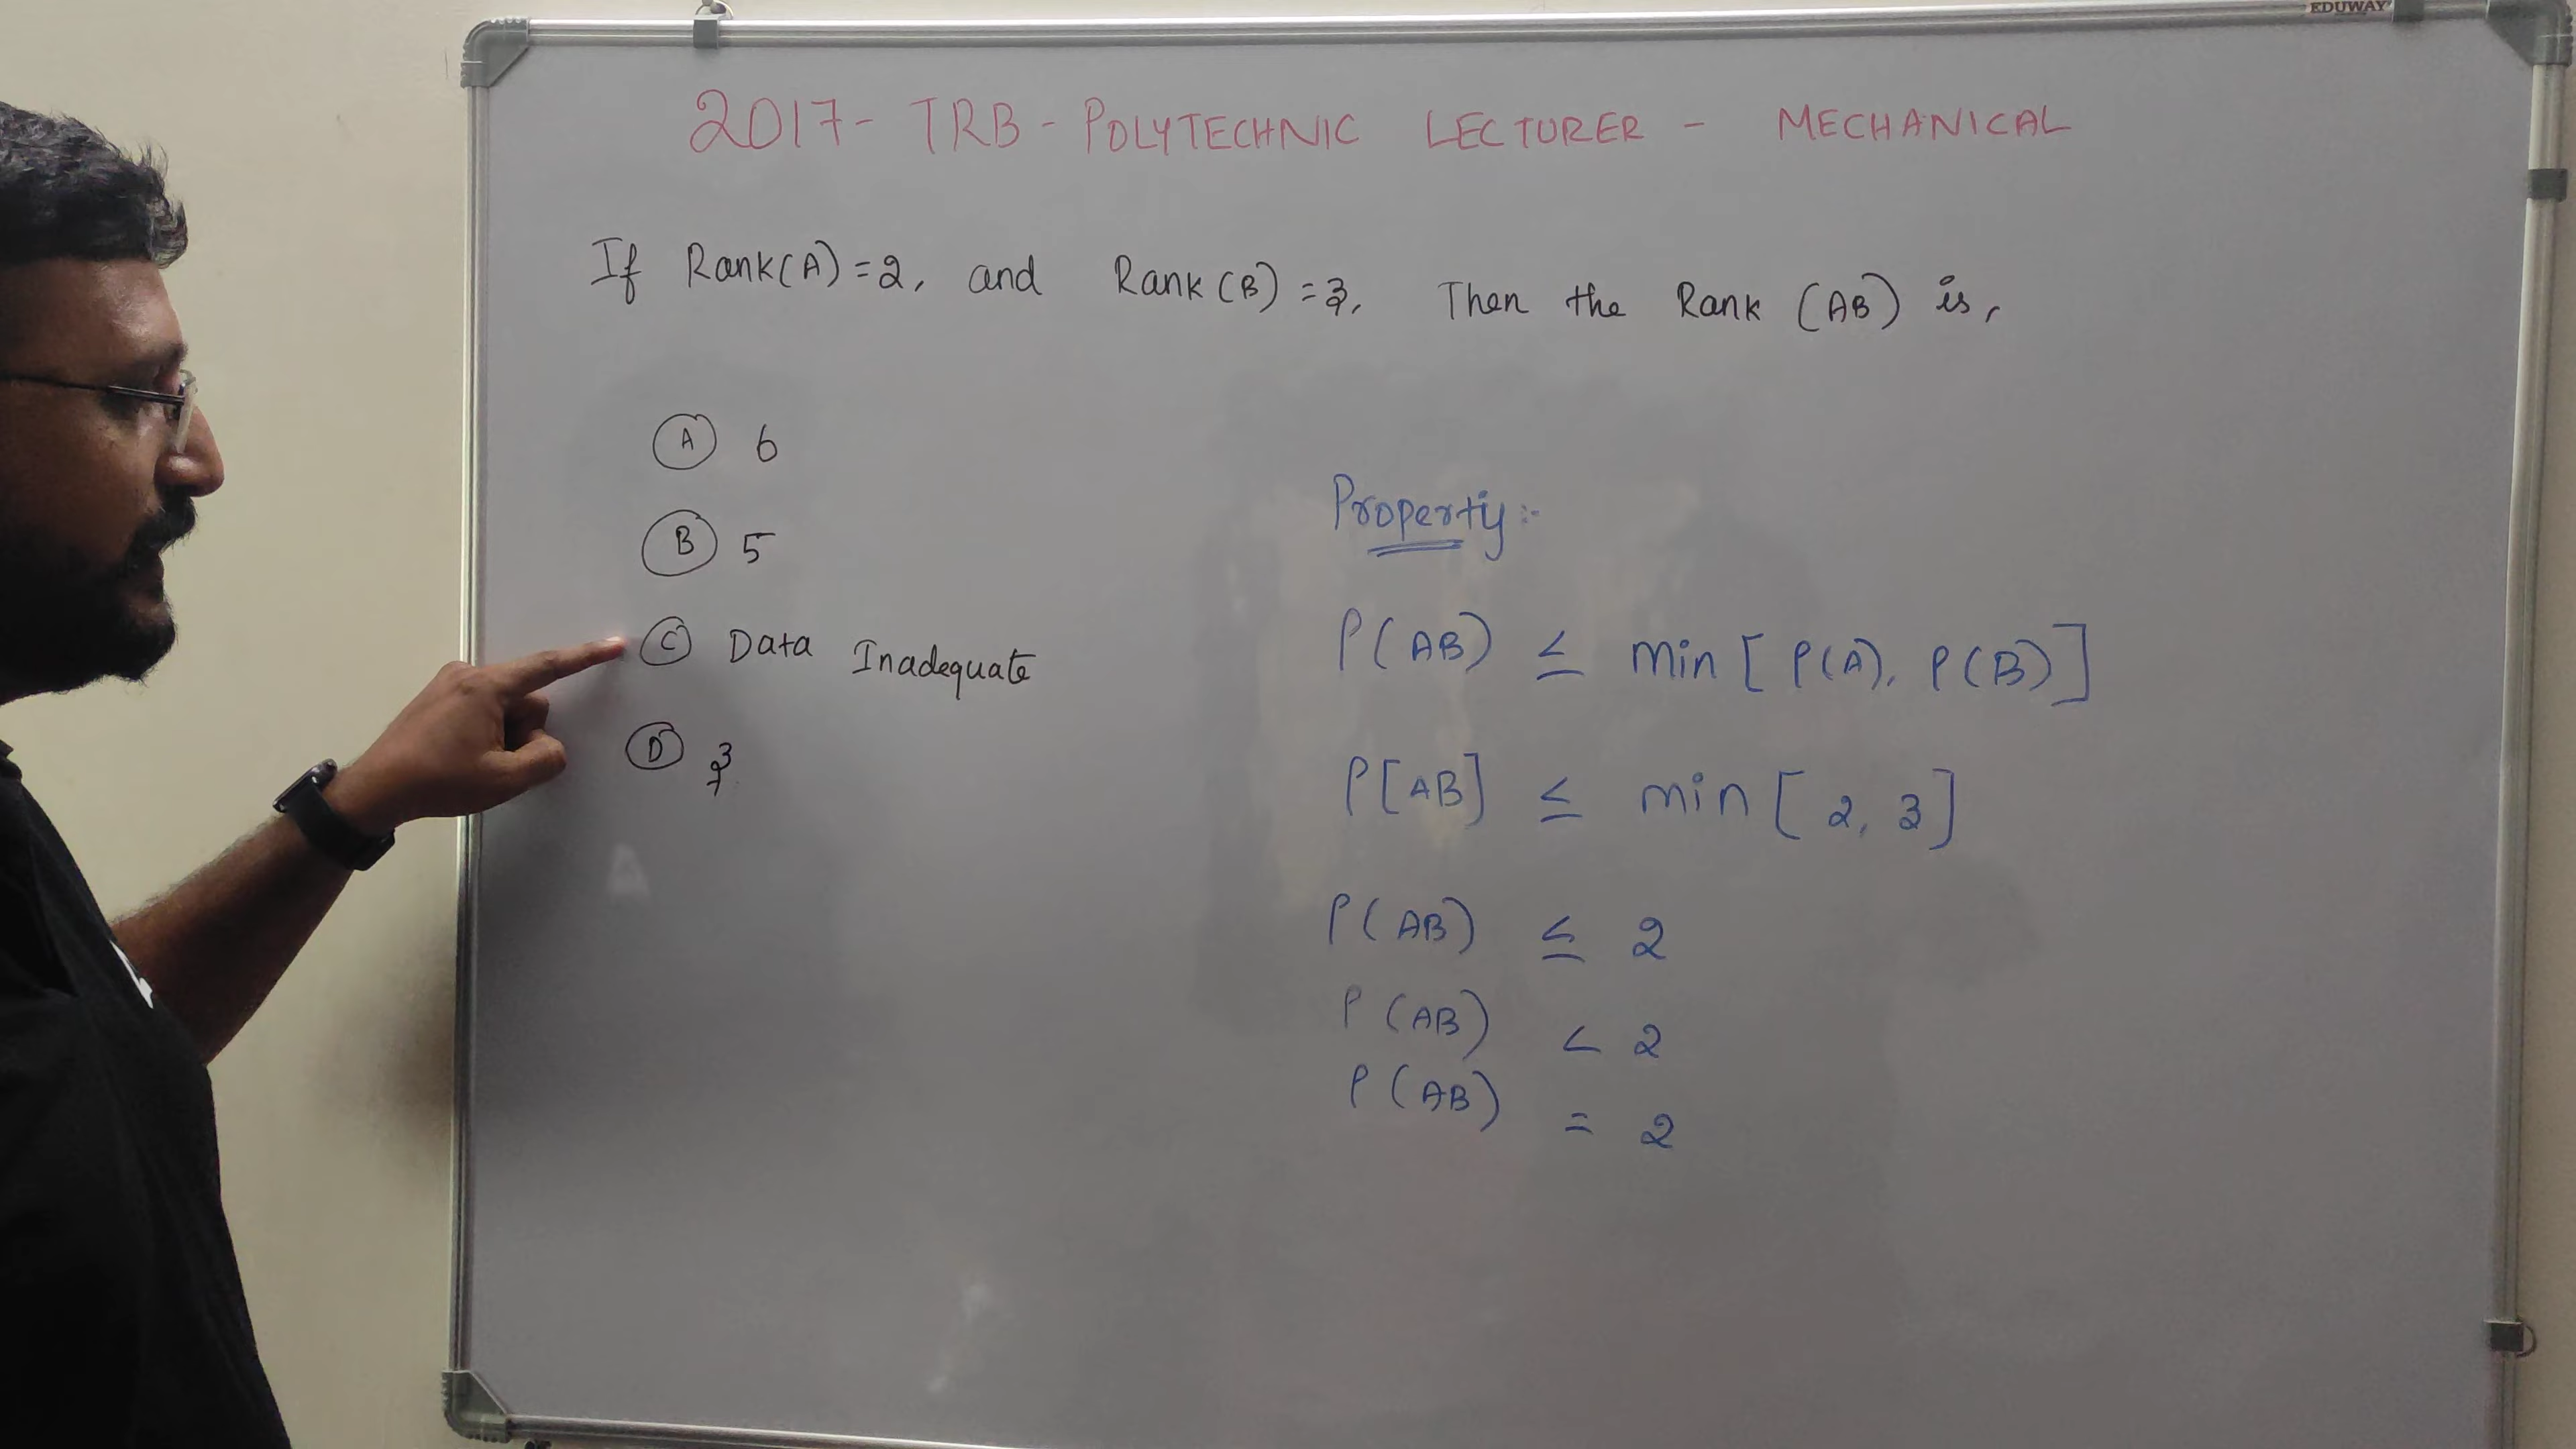 EDUWAY
2017 - TRB - POLYTECHNIC LECTURER - MECHANICAL
If Rank(A) = 2, and Rank(B) = 3, Then the Rank (AB) is,
A 6
B 5
C Data Inadequate
D 3
Property :-
ρ(AB) ≤ min [ ρ(A), ρ(B) ]
ρ[AB] ≤ min [ 2, 3 ]
ρ(AB) ≤ 2
ρ(AB) < 2
ρ(AB) = 2